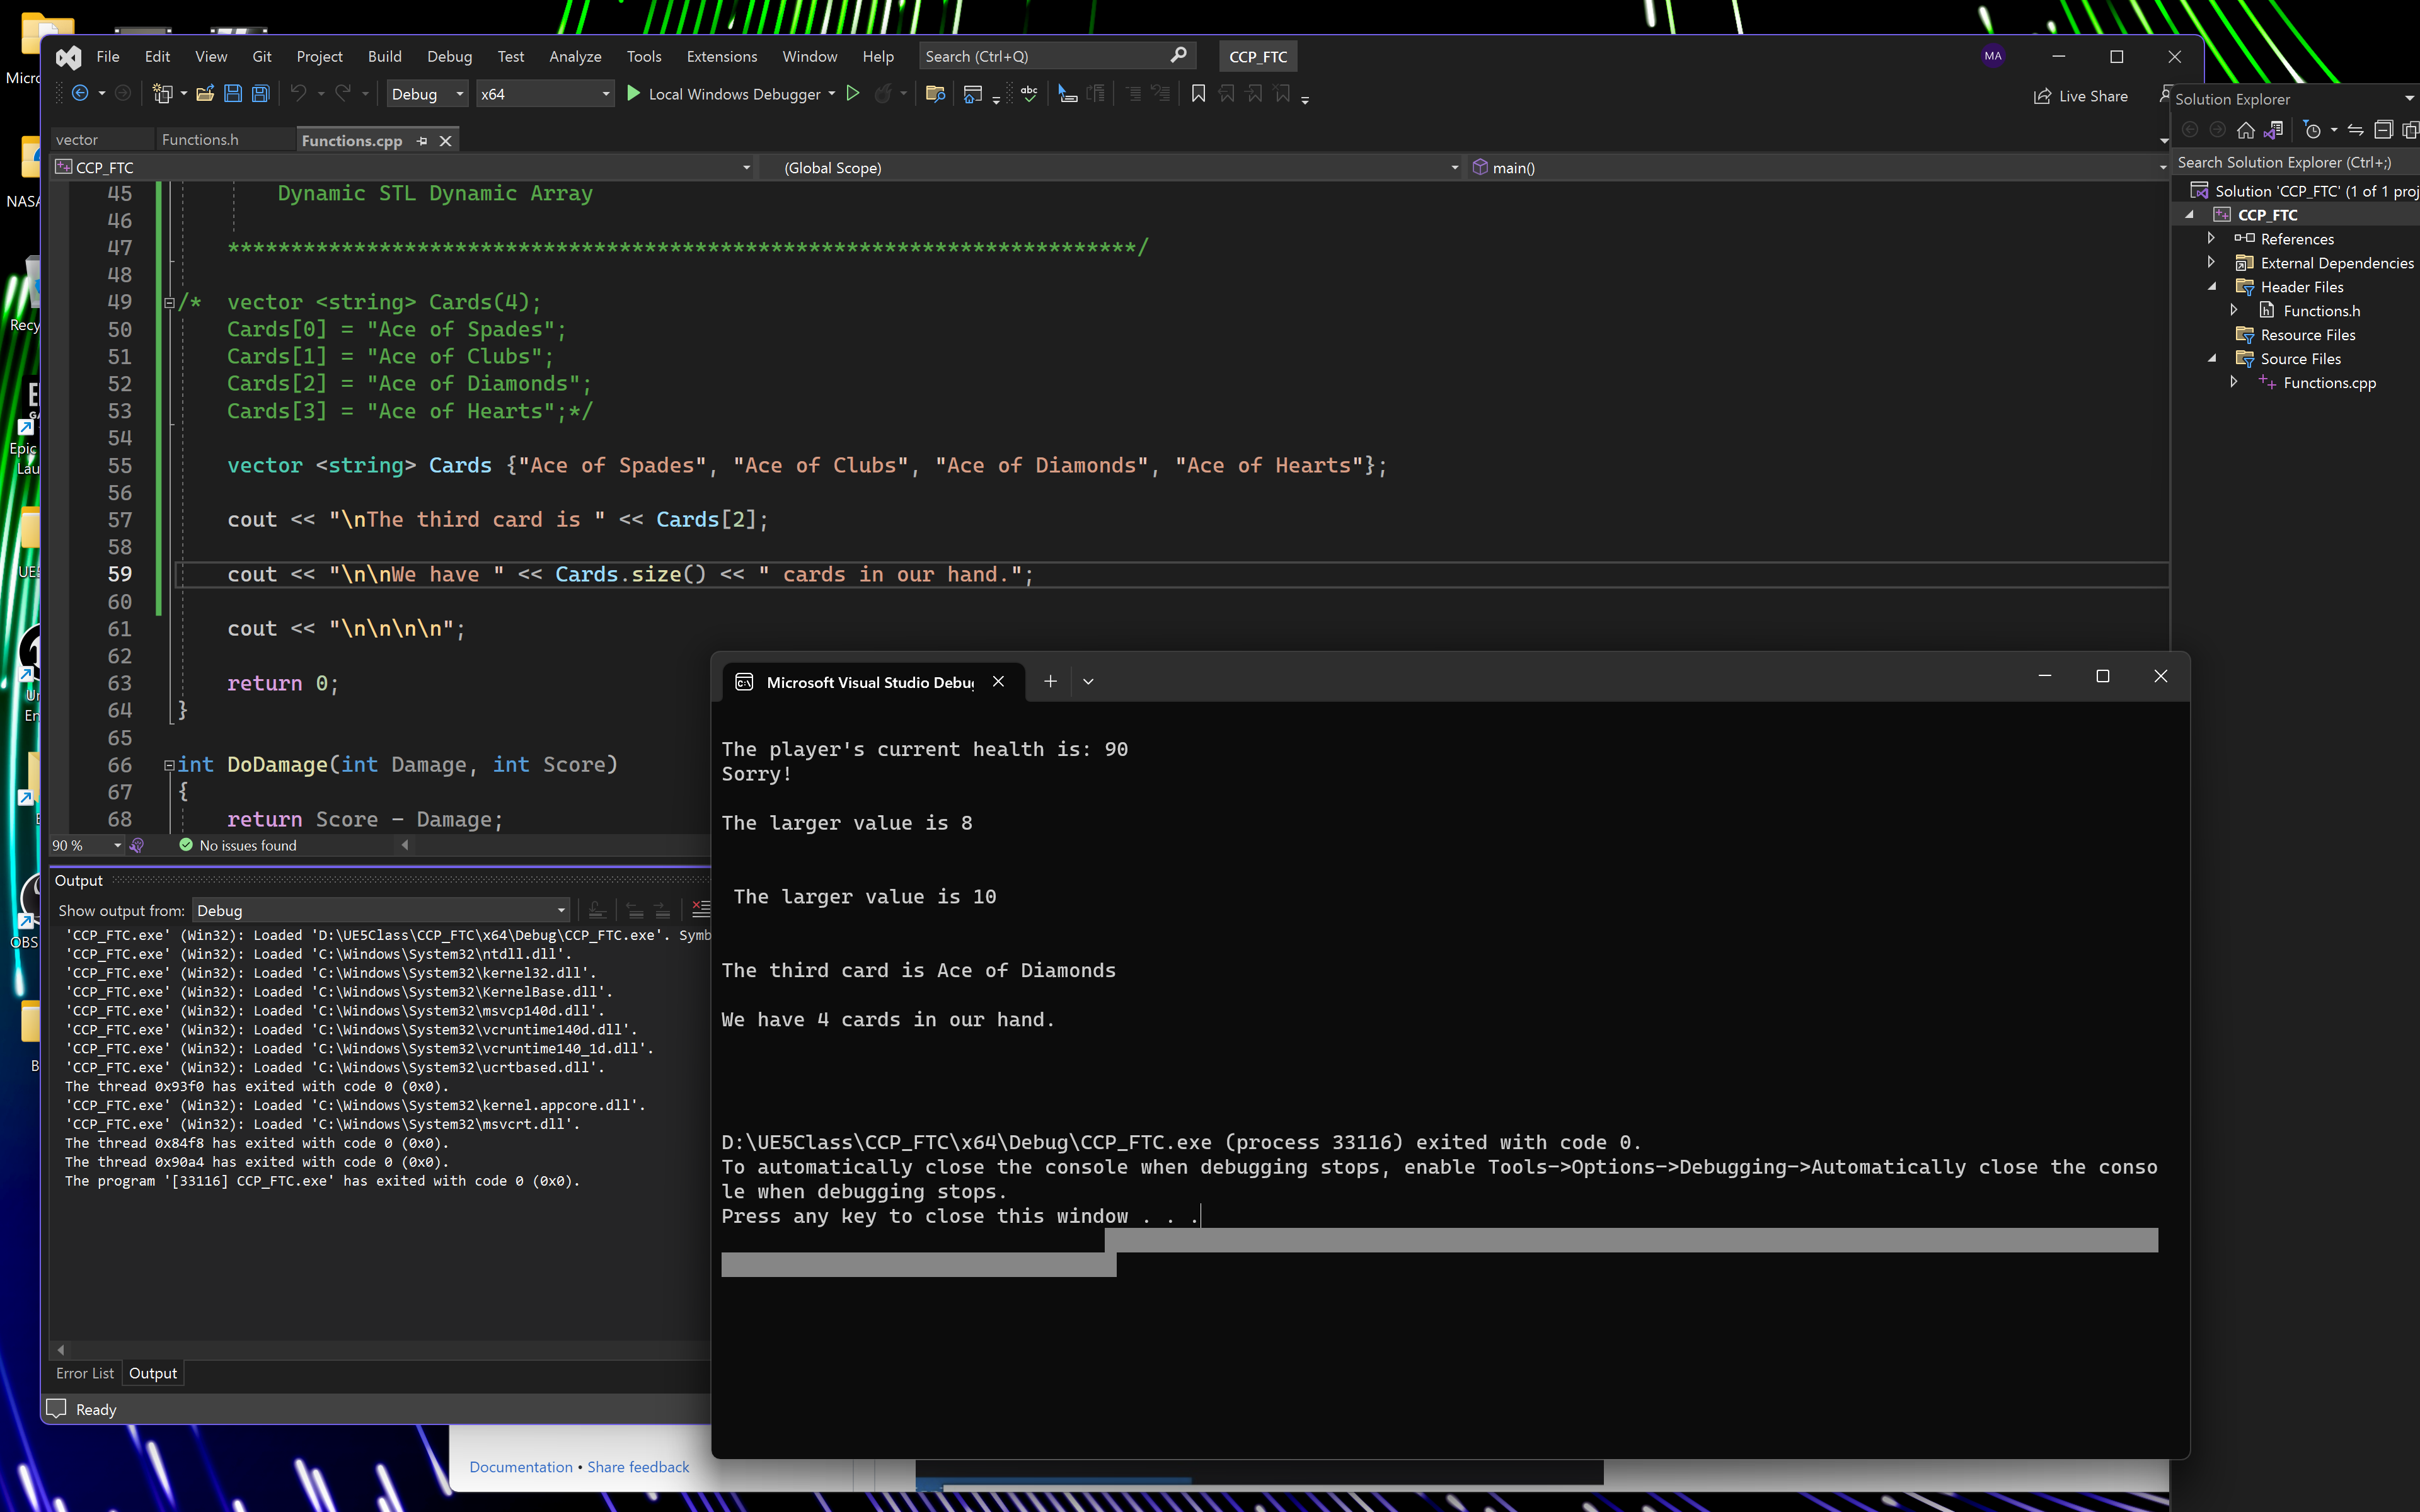 File Edit View Git Project Build Debug Test Analyze Tools Extensions Window Help Search (Ctrl+Q) CCP_FTC MA
Debug x64 Local Windows Debugger Live Share
vector Functions.h Functions.cpp
CCP_FTC (Global Scope) main()
45 Dynamic STL Dynamic Array
46
47 ************************************************************************/
48
49 /* vector <string> Cards(4);
50 Cards[0] = "Ace of Spades";
51 Cards[1] = "Ace of Clubs";
52 Cards[2] = "Ace of Diamonds";
53 Cards[3] = "Ace of Hearts";*/
54
55 vector <string> Cards {"Ace of Spades", "Ace of Clubs", "Ace of Diamonds", "Ace of Hearts"};
56
57 cout << "\nThe third card is " << Cards[2];
58
59 cout << "\n\nWe have " << Cards.size() << " cards in our hand.";
60
61 cout << "\n\n\n\n";
62
63 return 0;
64 }
65
66 int DoDamage(int Damage, int Score)
67 {
68 return Score - Damage;
90 % No issues found
Output
Show output from: Debug
'CCP_FTC.exe' (Win32): Loaded 'D:\UE5Class\CCP_FTC\x64\Debug\CCP_FTC.exe'. Symb
'CCP_FTC.exe' (Win32): Loaded 'C:\Windows\System32\ntdll.dll'.
'CCP_FTC.exe' (Win32): Loaded 'C:\Windows\System32\kernel32.dll'.
'CCP_FTC.exe' (Win32): Loaded 'C:\Windows\System32\KernelBase.dll'.
'CCP_FTC.exe' (Win32): Loaded 'C:\Windows\System32\msvcp140d.dll'.
'CCP_FTC.exe' (Win32): Loaded 'C:\Windows\System32\vcruntime140d.dll'.
'CCP_FTC.exe' (Win32): Loaded 'C:\Windows\System32\vcruntime140_1d.dll'.
'CCP_FTC.exe' (Win32): Loaded 'C:\Windows\System32\ucrtbased.dll'.
The thread 0x93f0 has exited with code 0 (0x0).
'CCP_FTC.exe' (Win32): Loaded 'C:\Windows\System32\kernel.appcore.dll'.
'CCP_FTC.exe' (Win32): Loaded 'C:\Windows\System32\msvcrt.dll'.
The thread 0x84f8 has exited with code 0 (0x0).
The thread 0x90a4 has exited with code 0 (0x0).
The program '[33116] CCP_FTC.exe' has exited with code 0 (0x0).
Error List Output
Ready
Microsoft Visual Studio Debu
The player's current health is: 90
Sorry!
The larger value is 8
The larger value is 10
The third card is Ace of Diamonds
We have 4 cards in our hand.
D:\UE5Class\CCP_FTC\x64\Debug\CCP_FTC.exe (process 33116) exited with code 0.
To automatically close the console when debugging stops, enable Tools->Options->Debugging->Automatically close the conso
le when debugging stops.
Press any key to close this window . . .
Solution Explorer
Search Solution Explorer (Ctrl+;)
Solution 'CCP_FTC' (1 of 1 proj
CCP_FTC
References
External Dependencies
Header Files
Functions.h
Resource Files
Source Files
Functions.cpp
Documentation • Share feedback
Micro
NASA
Recy
Epic
Lau
UE
Un
En
OBS